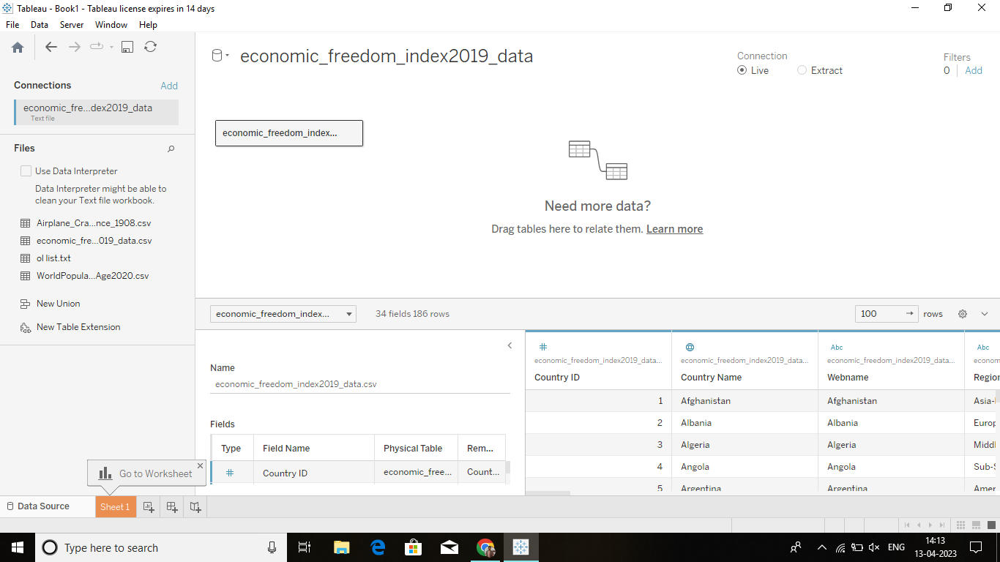 Tableau - Book1 - Tableau license expires in 14 days
File Data Server Window Help
Connections Add
economic_fre...dex2019_data
Text file
Files
Use Data Interpreter
Data Interpreter might be able to
clean your Text file workbook.
Airplane_Cra...nce_1908.csv
economic_fre...019_data.csv
ol list.txt
WorldPopula...Age2020.csv
New Union
New Table Extension
economic_freedom_index2019_data
Connection
Live Extract
Filters
0 Add
economic_freedom_index...
Need more data?
Drag tables here to relate them. Learn more
economic_freedom_index... 34 fields 186 rows 100 rows
Name
economic_freedom_index2019_data.csv
Fields
Type Field Name Physical Table Rem...
# Country ID economic_free... Count...
# Abc Abc
economic_freedom_index2019_data... economic_freedom_index2019_data... economic_freedom_index2019_data... econom
Country ID Country Name Webname Region
1 Afghanistan Afghanistan Asia-
2 Albania Albania Europ
3 Algeria Algeria Middl
4 Angola Angola Sub-S
5 Argentina Argentina Amer
Go to Worksheet
Data Source Sheet 1
Type here to search
ENG
14:13
13-04-2023